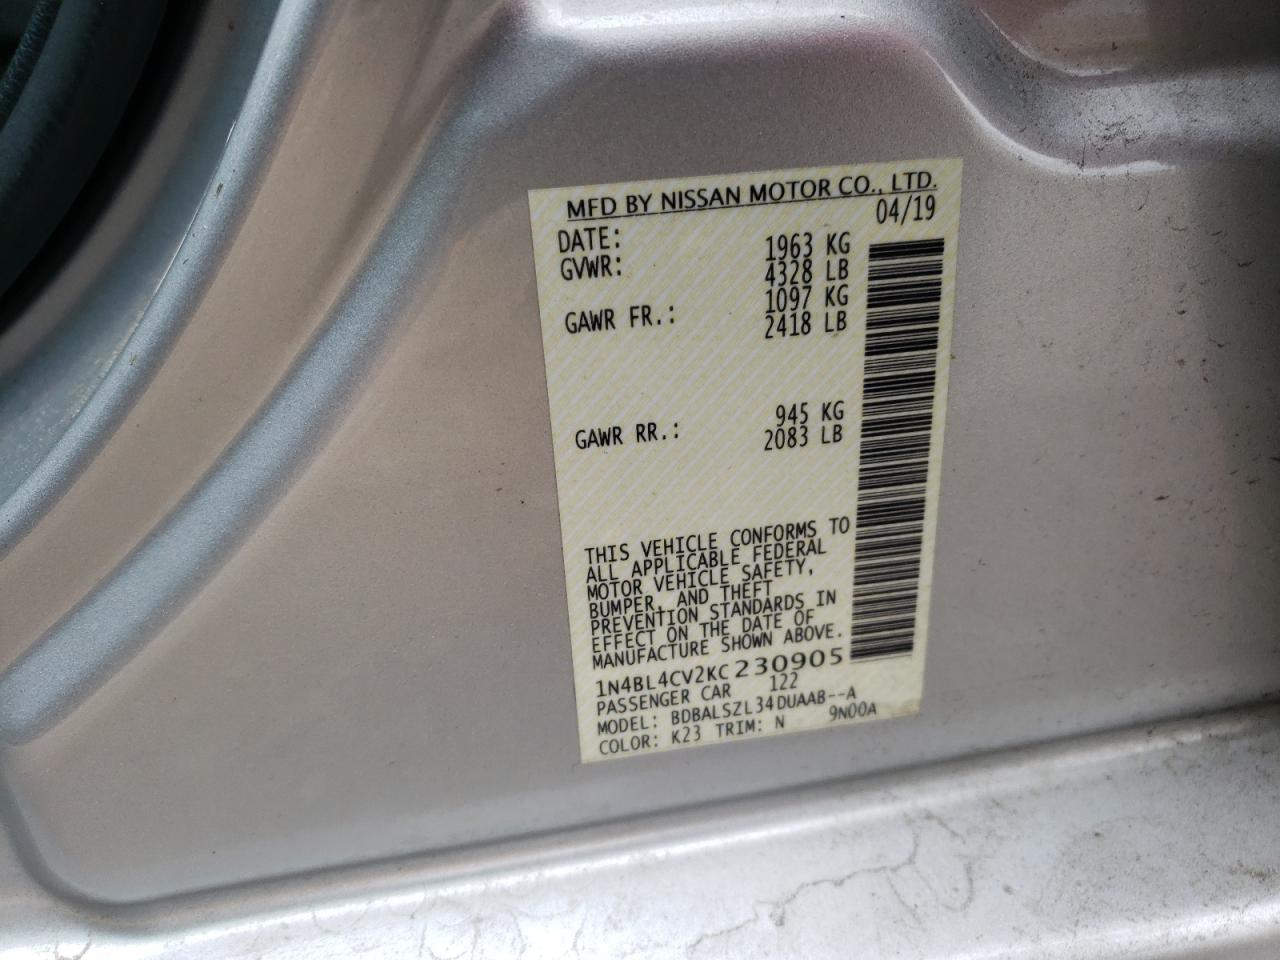 MFD BY NISSAN MOTOR CO., LTD.
DATE: 04/19
GVWR: 1963 KG
4328 LB
GAWR FR.: 1097 KG
2418 LB
GAWR RR.: 945 KG
2083 LB
THIS VEHICLE CONFORMS TO
ALL APPLICABLE FEDERAL
MOTOR VEHICLE SAFETY,
BUMPER, AND THEFT
PREVENTION STANDARDS IN
EFFECT ON THE DATE OF
MANUFACTURE SHOWN ABOVE.
1N4BL4CV2KC230905
PASSENGER CAR 122
MODEL: BDBALSZL34DUAAB--A
COLOR: K23 TRIM: N 9N00A